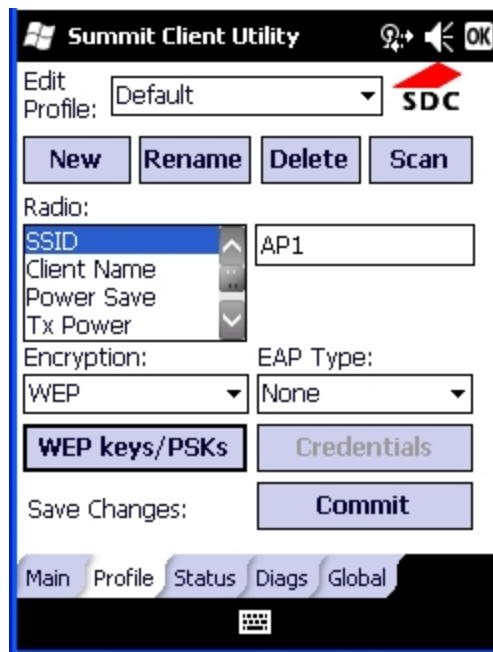 Summit Client Utility OK
Edit
Profile: Default
SDC
New Rename Delete Scan
Radio:
SSID AP1
Client Name
Power Save
Tx Power
Encryption: EAP Type:
WEP None
WEP keys/PSKs Credentials
Save Changes: Commit
Main Profile Status Diags Global